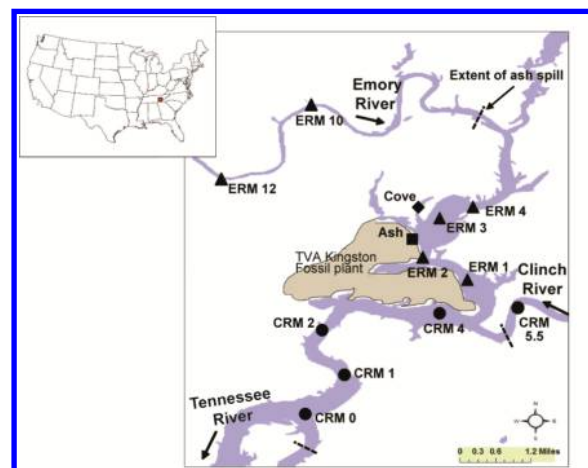 Emory
River
Extent of ash spill
ERM 10
ERM 12
Cove
ERM 4
ERM 3
Ash
TVA Kingston
Fossil plant
ERM 2
ERM 1
Clinch
River
CRM 2
CRM 4
CRM
5.5
CRM 1
Tennessee
River
CRM 0
N
W
E
S
0 0.3 0.6 1.2 Miles